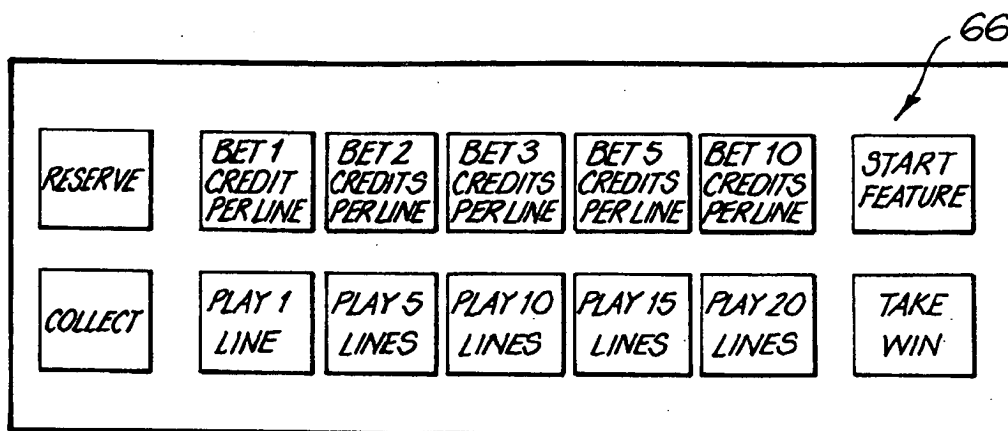 66
RESERVE
BET 1
CREDIT
PER LINE
BET 2
CREDITS
PER LINE
BET 3
CREDITS
PER LINE
BET 5
CREDITS
PER LINE
BET 10
CREDITS
PER LINE
START
FEATURE
COLLECT
PLAY 1
LINE
PLAY 5
LINES
PLAY 10
LINES
PLAY 15
LINES
PLAY 20
LINES
TAKE
WIN